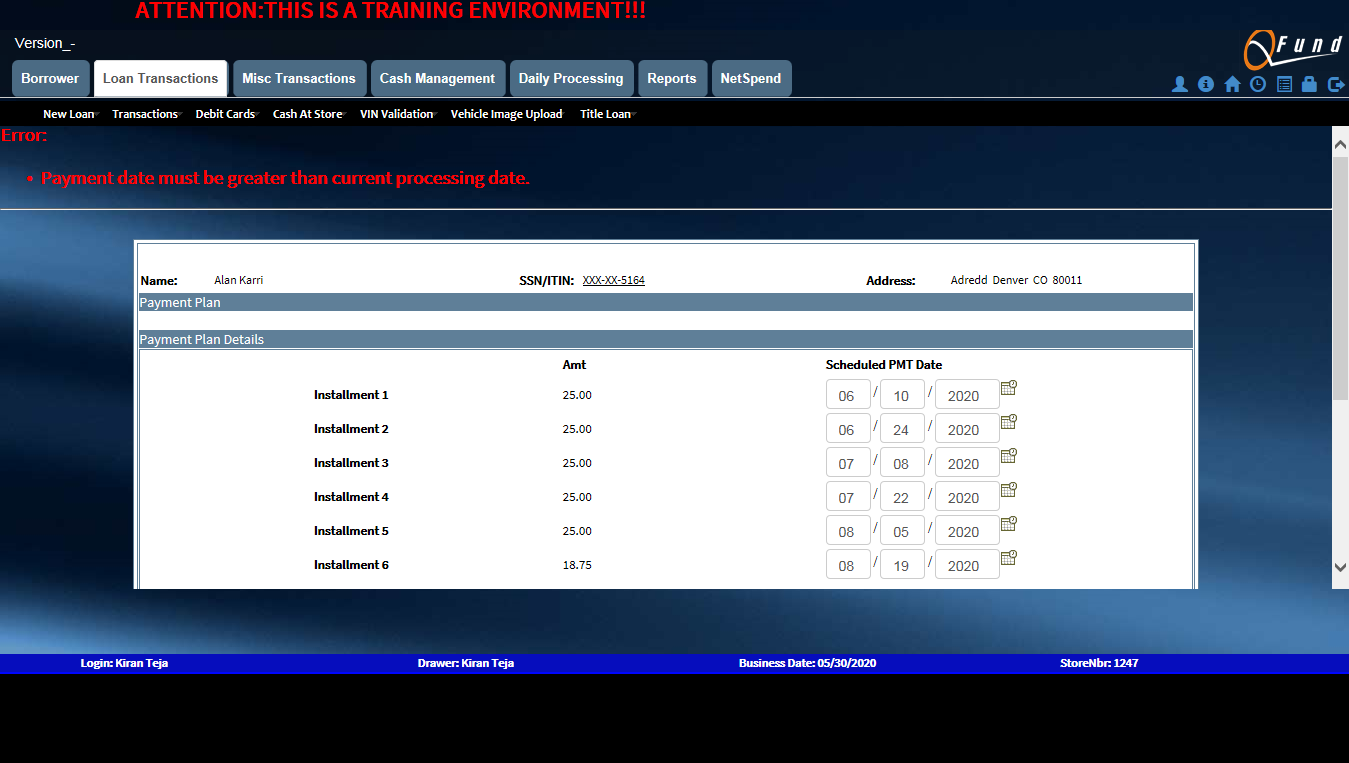 ATTENTION:THIS IS A TRAINING ENVIRONMENT!!!
Version_-
QFund
Borrower Loan Transactions Misc Transactions Cash Management Daily Processing Reports NetSpend
New Loan Transactions Debit Cards Cash At Store VIN Validation Vehicle Image Upload Title Loan
Error:
• Payment date must be greater than current processing date.
Name: Alan Karri SSN/ITIN: XXX-XX-5164 Address: Adredd Denver CO 80011
Payment Plan
Payment Plan Details
Amt Scheduled PMT Date
Installment 1 25.00 06 / 10 / 2020
Installment 2 25.00 06 / 24 / 2020
Installment 3 25.00 07 / 08 / 2020
Installment 4 25.00 07 / 22 / 2020
Installment 5 25.00 08 / 05 / 2020
Installment 6 18.75 08 / 19 / 2020
Login: Kiran Teja Drawer: Kiran Teja Business Date: 05/30/2020 StoreNbr: 1247